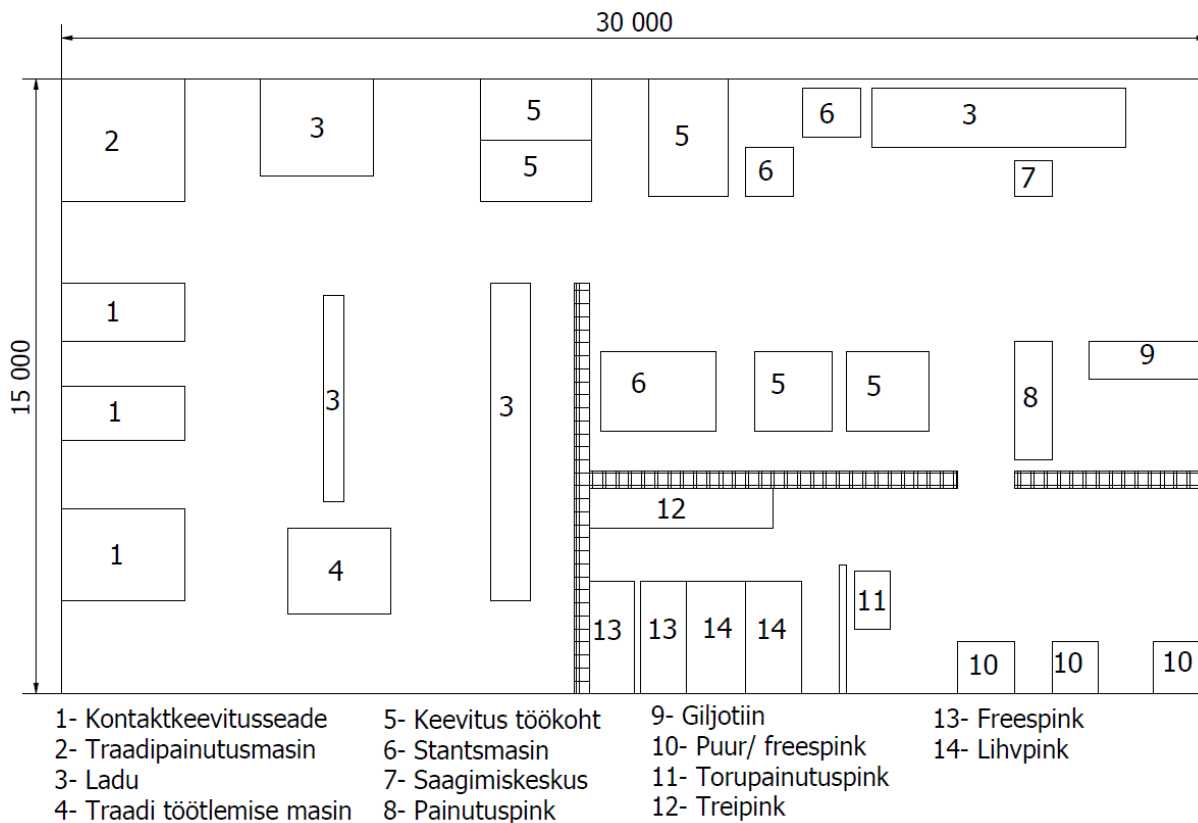 30 000
15 000
2
3
5
5
5
6
3
6
7
1
1
3
3
6
5
5
8
9
12
1
4
13
13
14
14
11
10
10
10
1- Kontaktkeevitusseade
2- Traadipainutusmasin
3- Ladu
4- Traadi töötlemise masin
5- Keevitus töökoht
6- Stantsmasin
7- Saagimiskeskus
8- Painutuspink
9- Giljotiin
10- Puur/ freespink
11- Torupainutuspink
12- Treipink
13- Freespink
14- Lihvpink